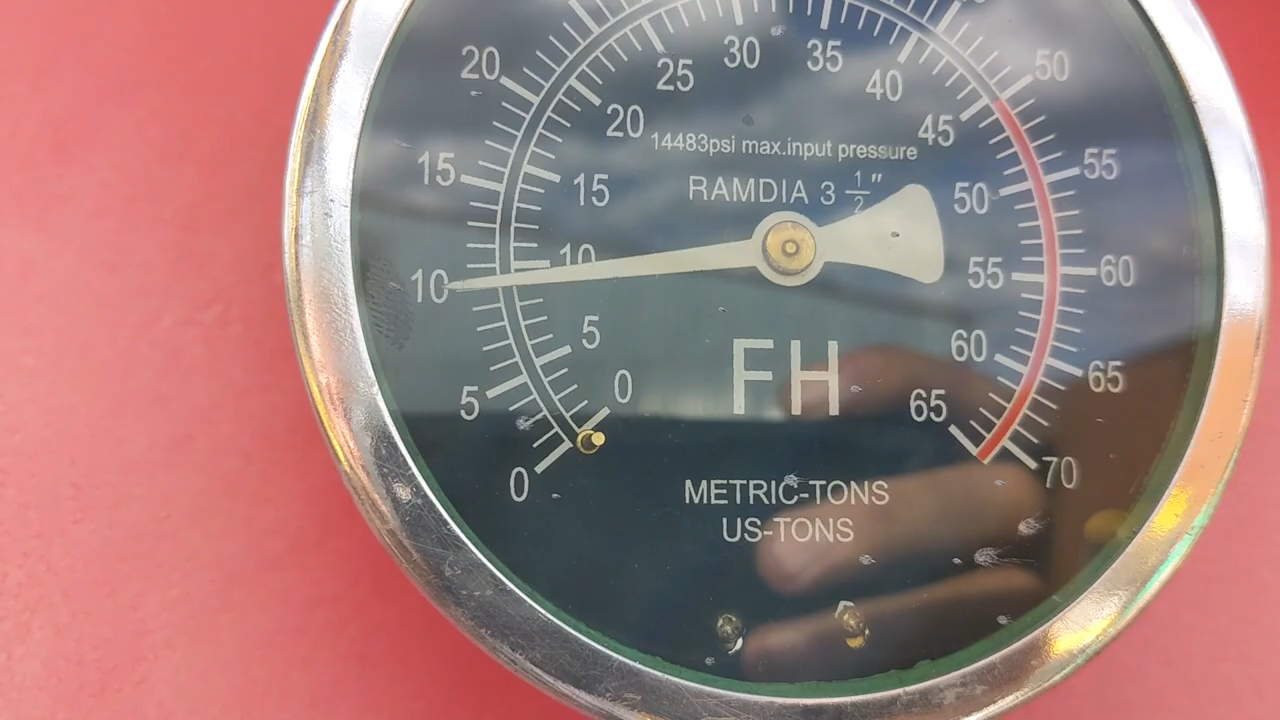 20 25 30 35 40 50
15 20 45 55
14483psi max.input pressure
RAMDIA 3 1/2"
15 50
10 10 55 60
5 60 65
FH
5 0 65 70
0
METRIC-TONS
US-TONS